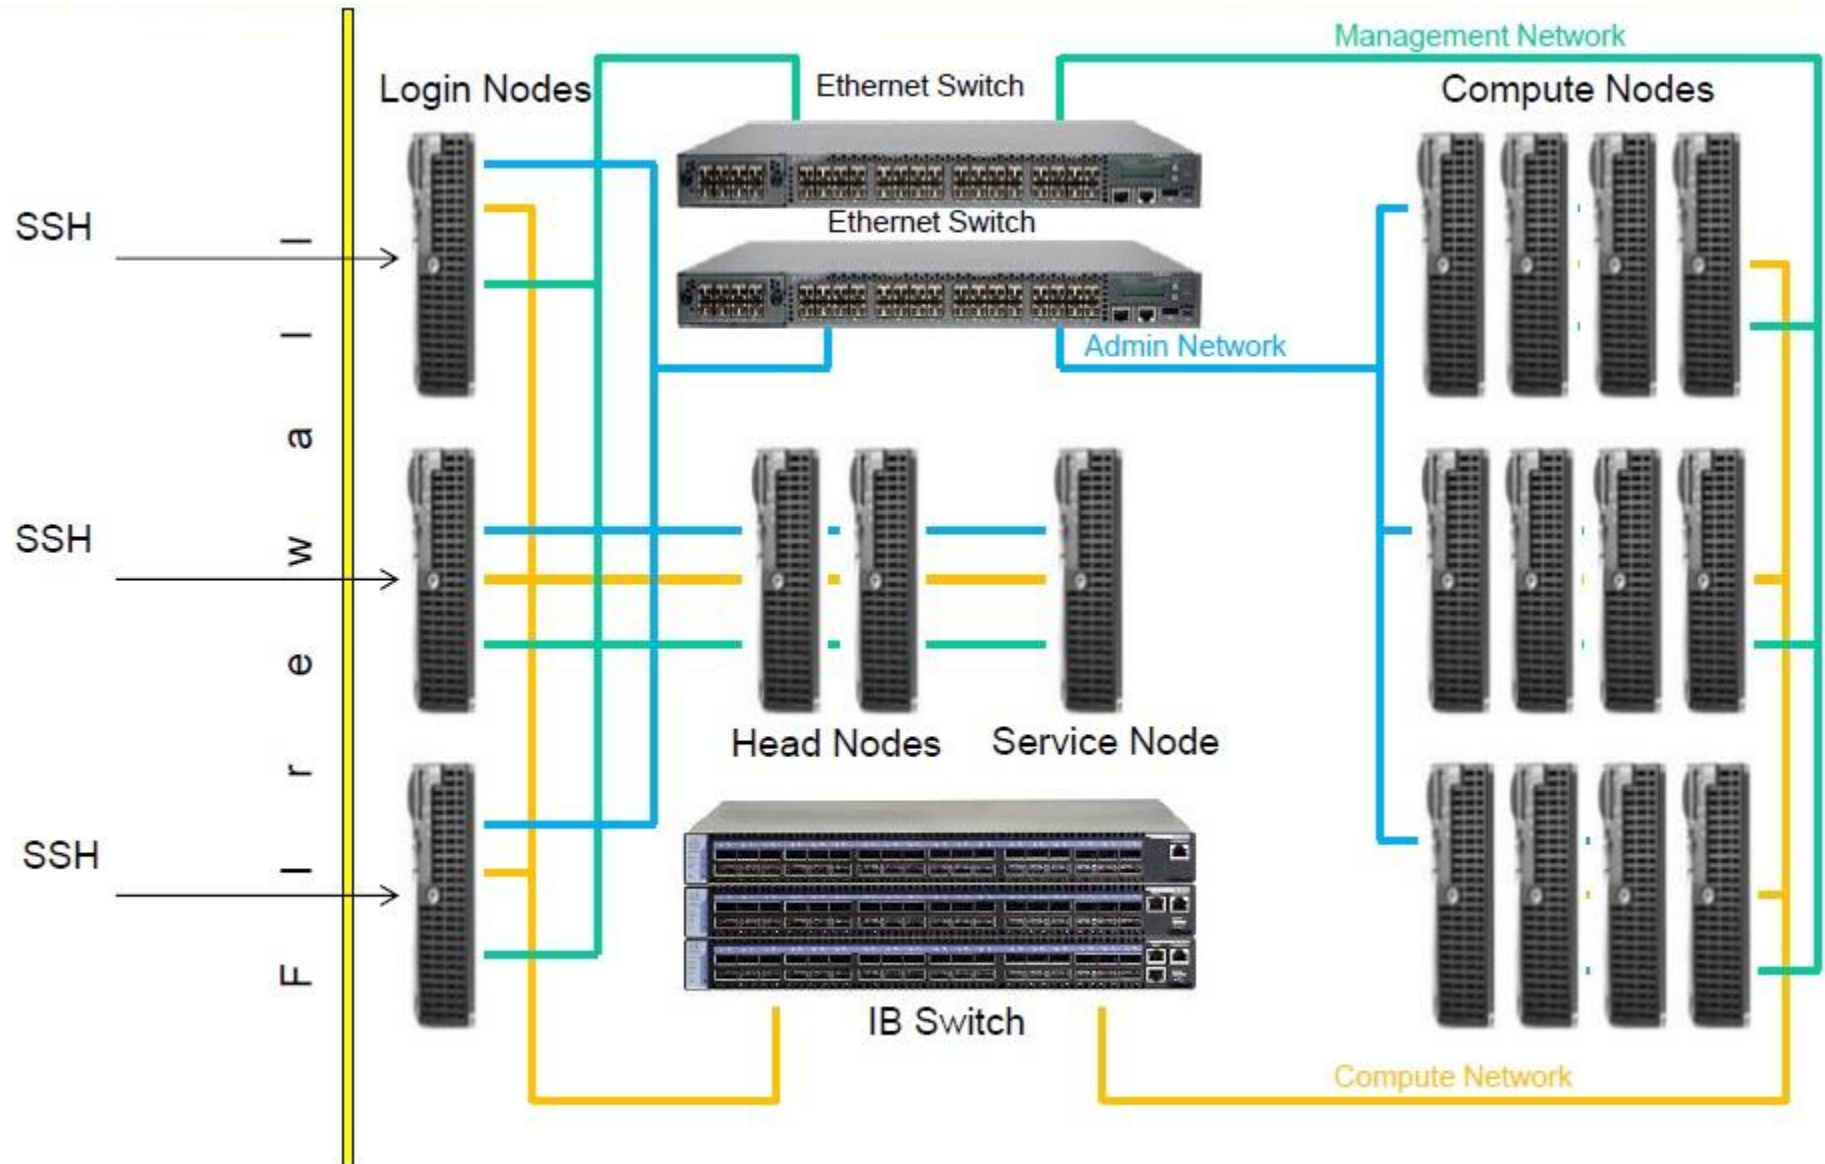 Management Network
Ethernet Switch
Login Nodes
Compute Nodes
SSH
Ethernet Switch
Admin Network
SSH
Firewall
Head Nodes
Service Node
SSH
IB Switch
Compute Network